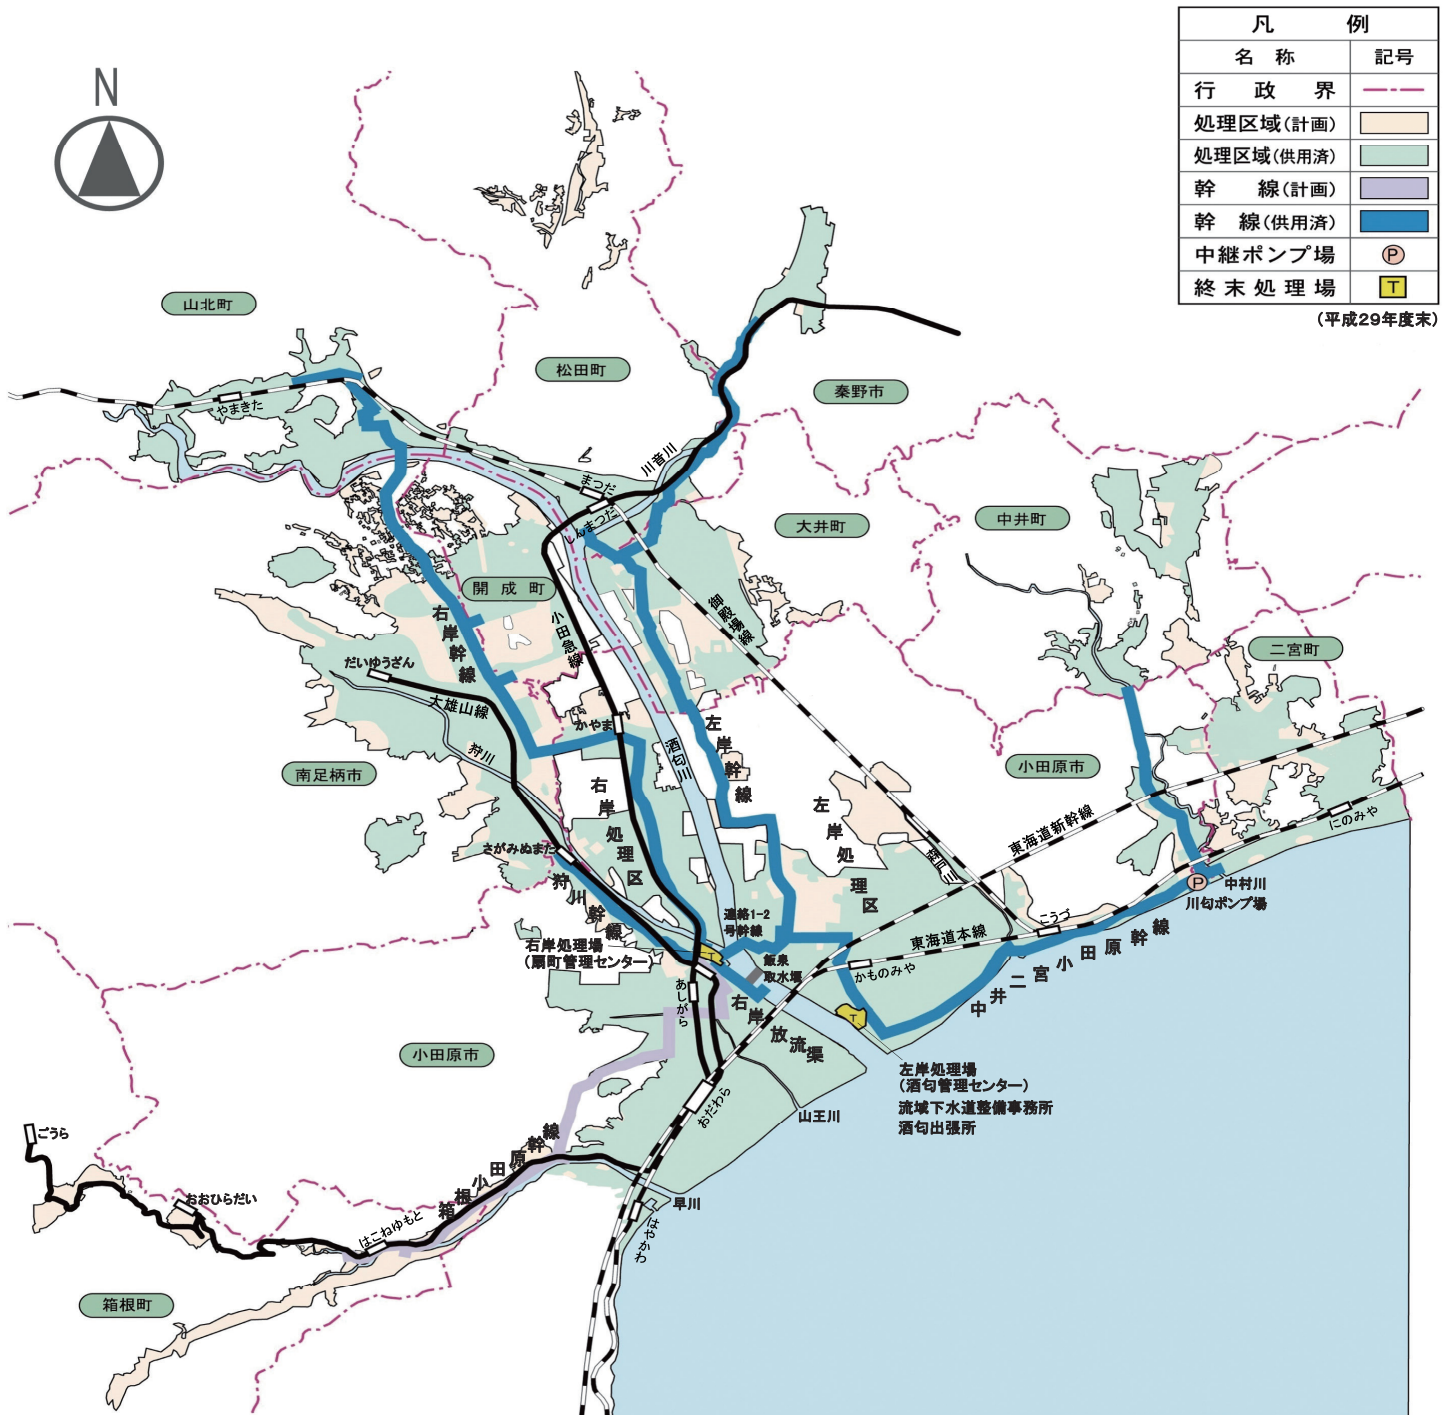 凡例
名称 記号
行政界
処理区域(計画)
処理区域(供用済)
幹線(計画)
幹線(供用済)
中継ポンプ場 P
終末処理場 T
(平成29年度末)
N
山北町
松田町
秦野市
大井町
中井町
二宮町
開成町
南足柄市
小田原市
小田原市
箱根町
やまきた
まつだ
しんまつだ
川音川
御殿場線
小田急線
右岸幹線
だいゆうざん
大雄山線
狩川
かやま
酒匂川
左岸幹線
右岸処理区
左岸処理区
さがみぬまた
狩川幹線
連絡1-2
号幹線
右岸処理場
(扇町管理センター)
T
飯泉
取水堰
あしがら
右岸放流渠
東海道新幹線
森戸川
東海道本線
かものみや
こうづ
にのみや
P
中村川
川匂ポンプ場
中井二宮小田原幹線
T
左岸処理場
(酒匂管理センター)
流域下水道整備事務所
酒匂出張所
山王川
おだわら
早川
はやかわ
箱根小田原幹線
はこねゆもと
おおひらだい
ごうら